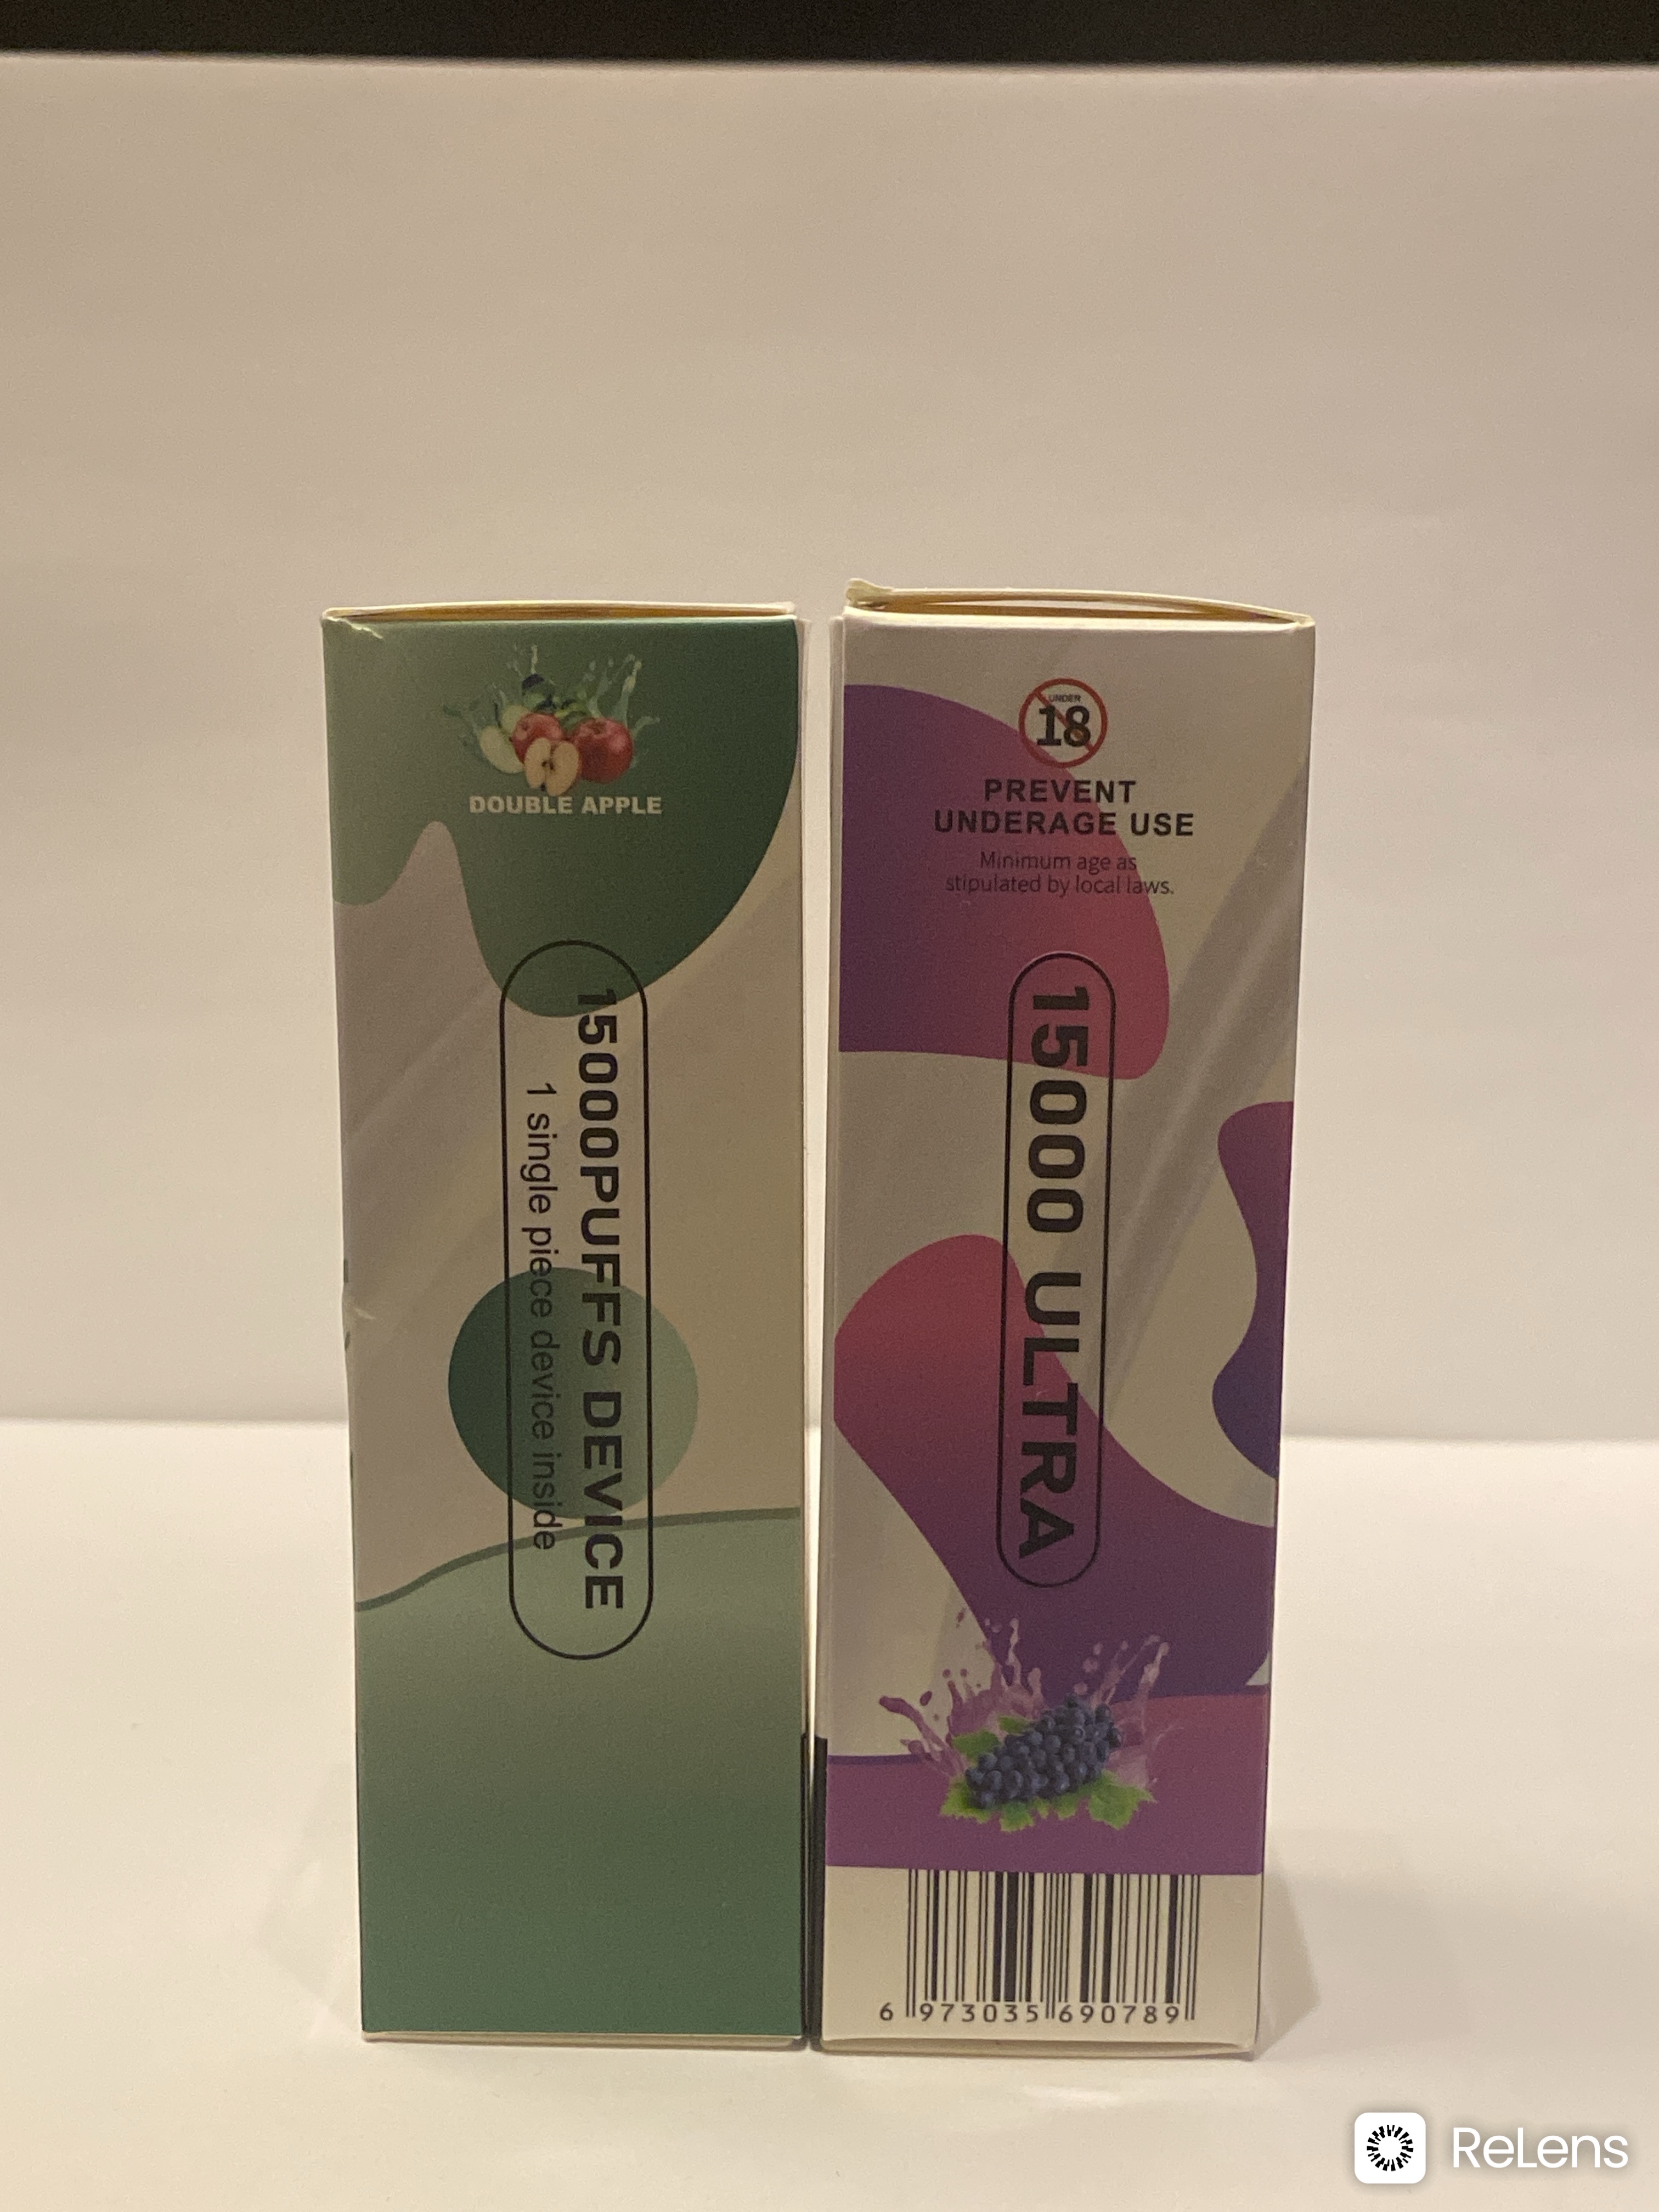 DOUBLE APPLE
15000PUFFS DEVICE
1 single piece device inside
UNDER
18
PREVENT
UNDERAGE USE
Minimum age as
stipulated by local laws.
15000 ULTRA
6 973035 690789
ReLens